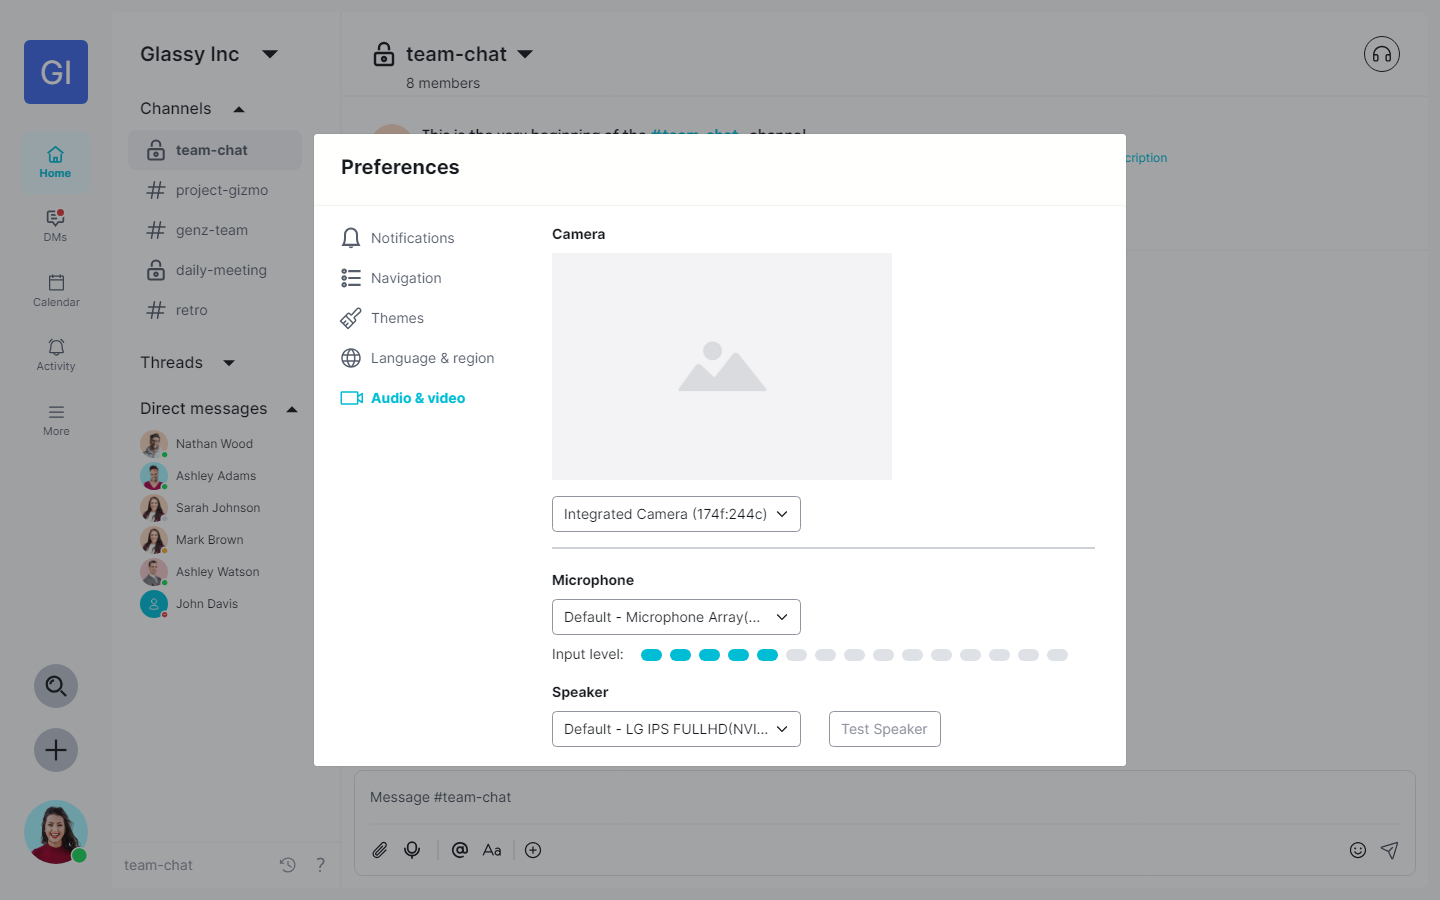 GI
Home
DMs
Calendar
Activity
More
Glassy Inc
Channels
team-chat
project-gizmo
genz-team
daily-meeting
retro
Threads
Direct messages
Nathan Wood
Ashley Adams
Sarah Johnson
Mark Brown
Ashley Watson
John Davis
team-chat
?
team-chat
8 members
This is the very beginning of the #team-chat channel
cription
Preferences
Notifications
Navigation
Themes
Language & region
Audio & video
Camera
Integrated Camera (174f:244c)
Microphone
Default - Microphone Array(...
Input level:
Speaker
Default - LG IPS FULLHD(NVI...
Test Speaker
Message #team-chat
@ Aa